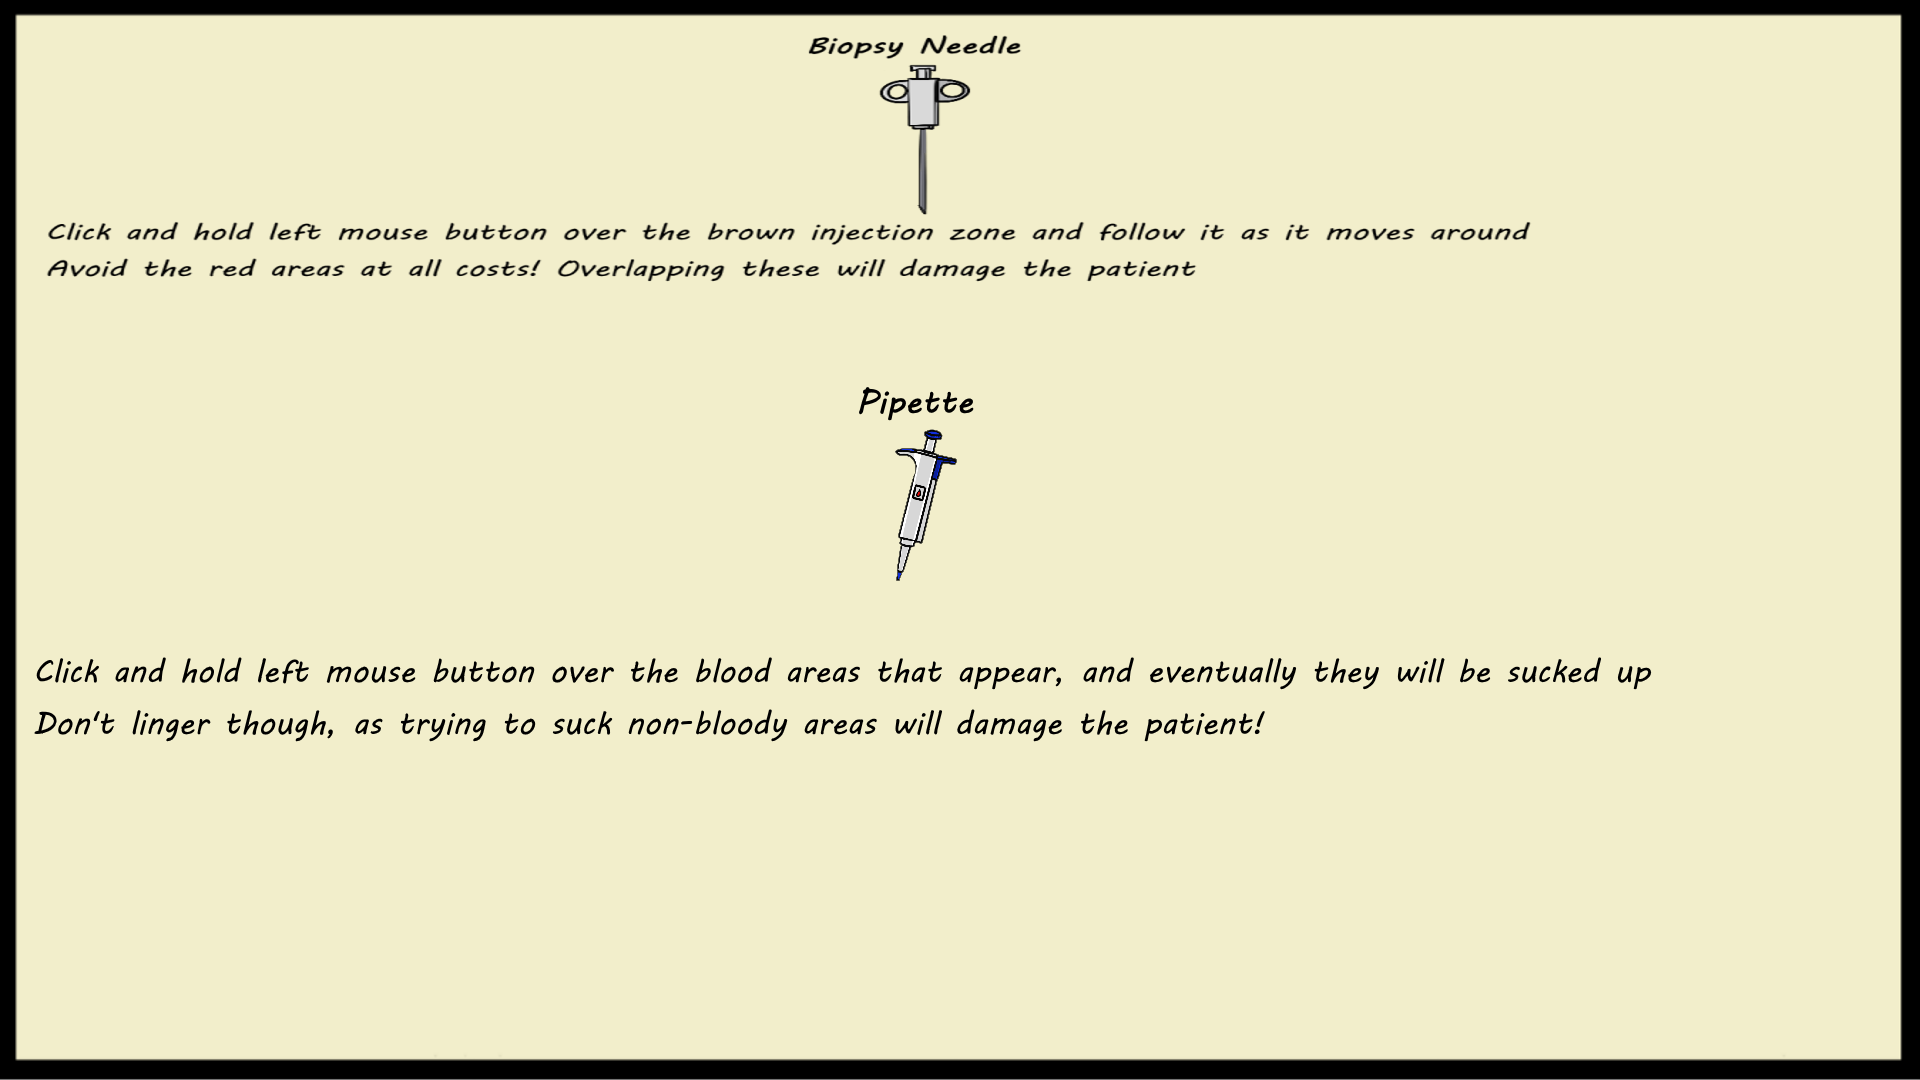 Biopsy Needle
Click and hold left mouse button over the brown injection zone and follow it as it moves around
Avoid the red areas at all costs! Overlapping these will damage the patient
Pipette
Click and hold left mouse button over the blood areas that appear, and eventually they will be sucked up
Don't linger though, as trying to suck non-bloody areas will damage the patient!